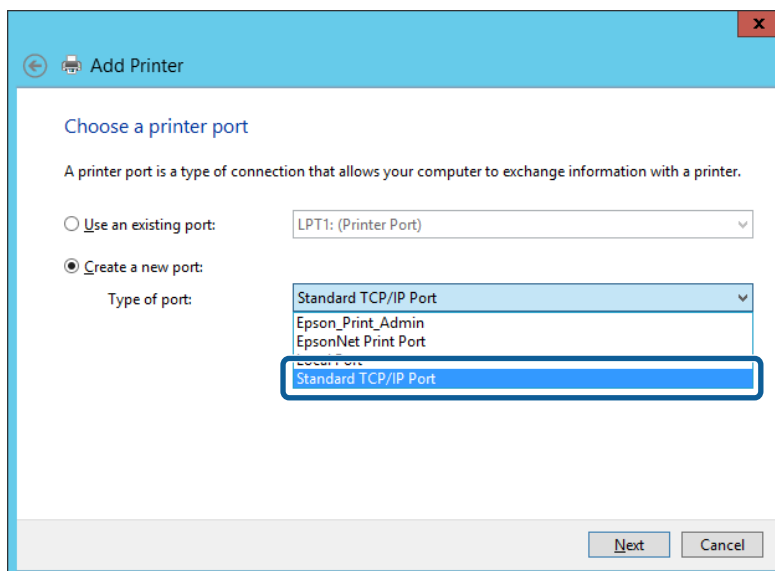 x
Add Printer
Choose a printer port
A printer port is a type of connection that allows your computer to exchange information with a printer.
Use an existing port: LPT1: (Printer Port)
Create a new port:
Type of port: Standard TCP/IP Port
Epson_Print_Admin
EpsonNet Print Port
Local Port
Standard TCP/IP Port
Next Cancel